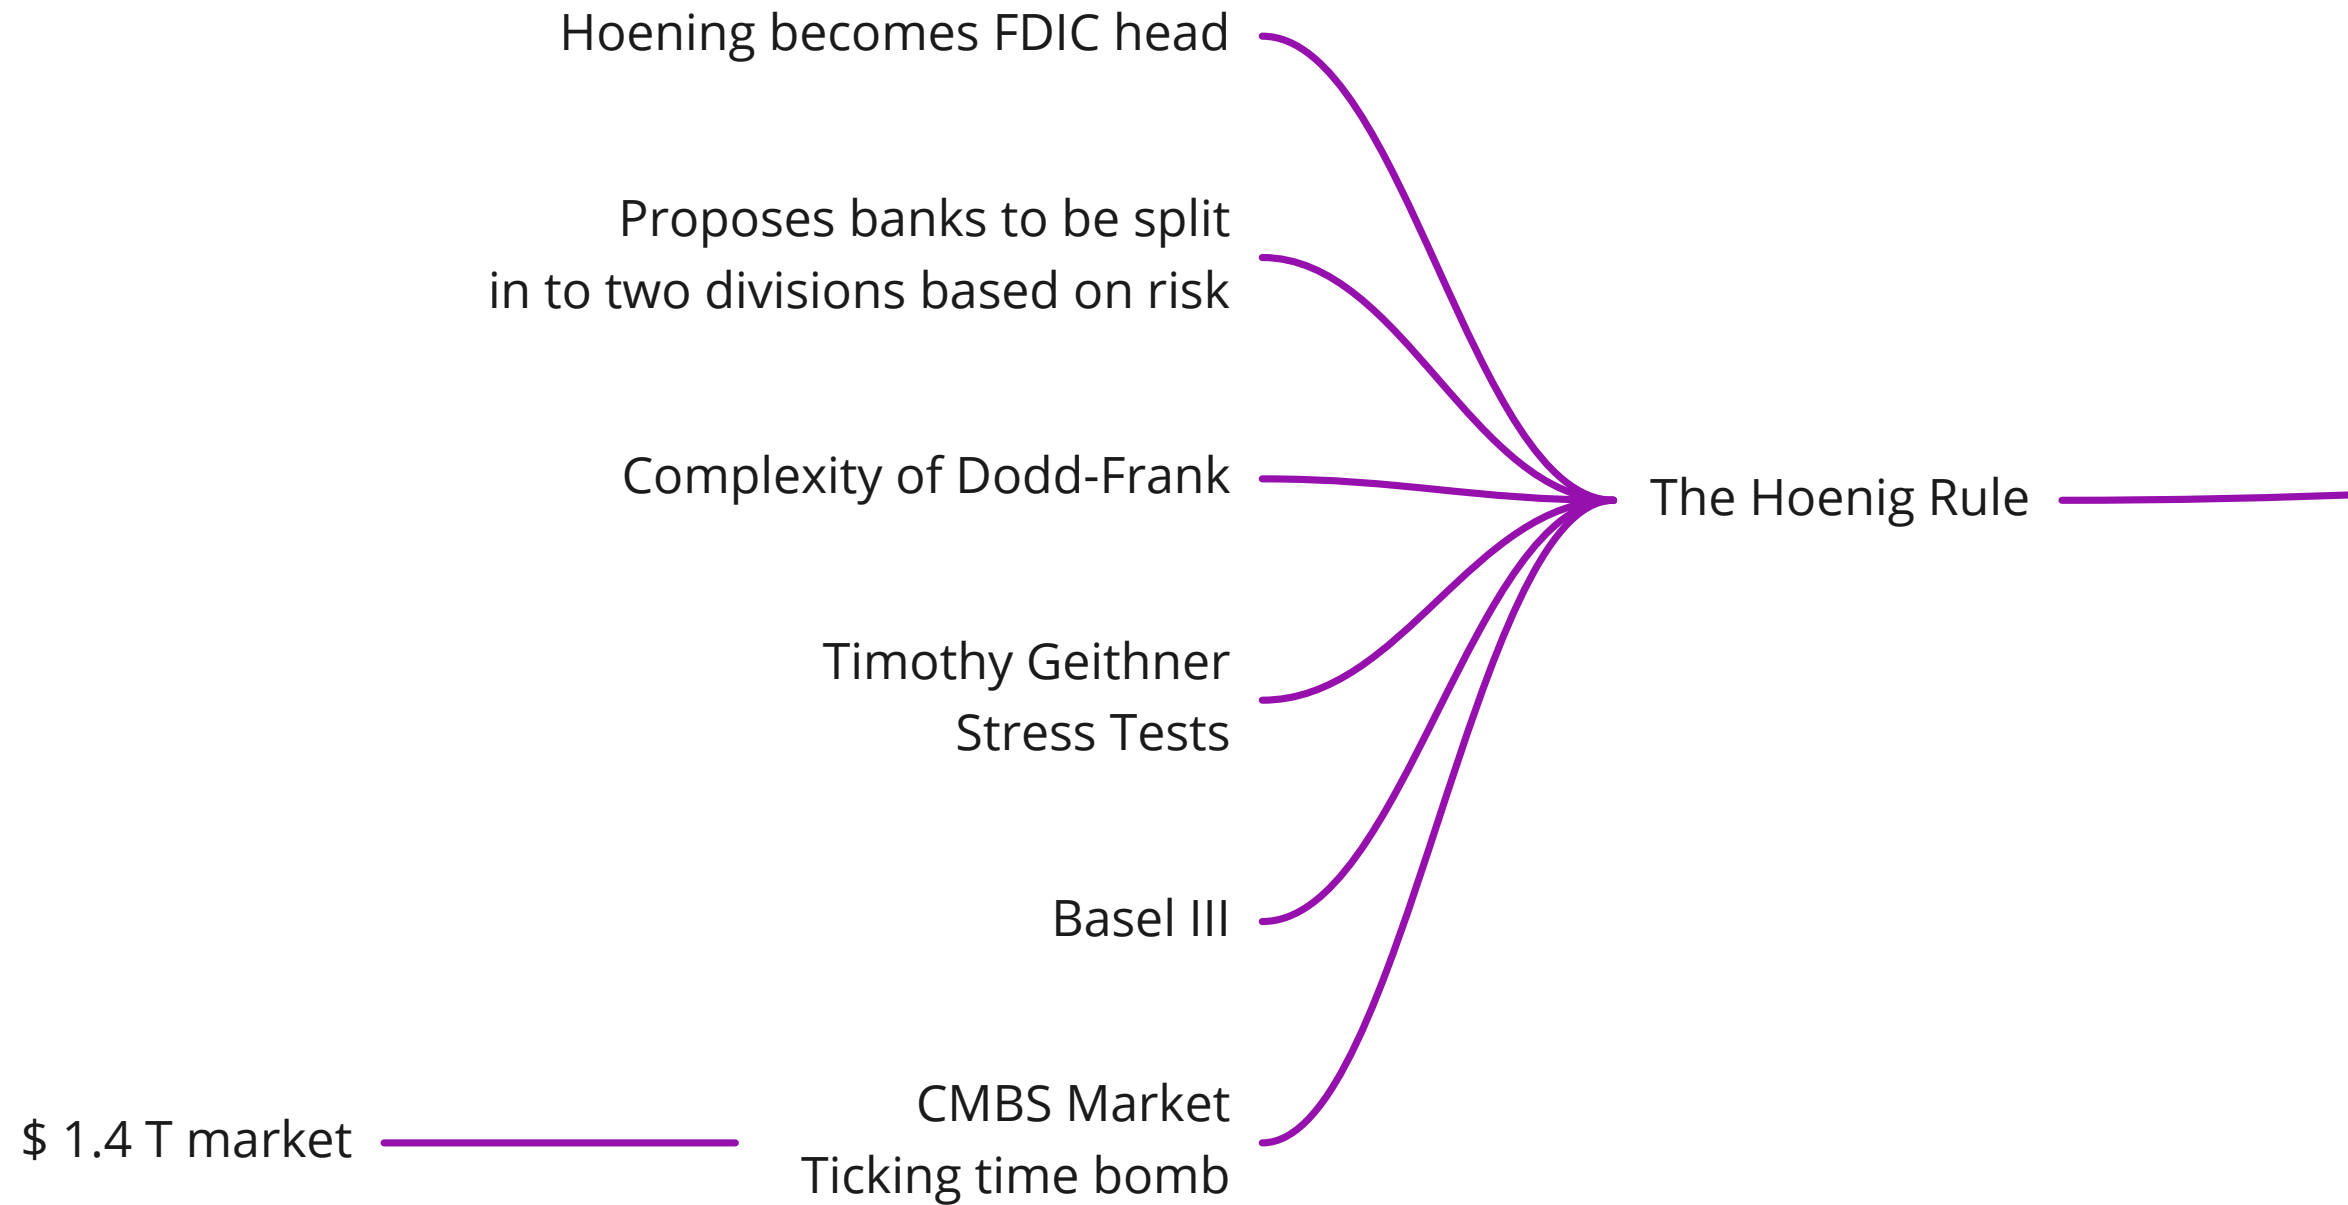 Hoening becomes FDIC head
Proposes banks to be split
in to two divisions based on risk
Complexity of Dodd-Frank
The Hoenig Rule
Timothy Geithner
Stress Tests
Basel III
CMBS Market
Ticking time bomb
$ 1.4 T market